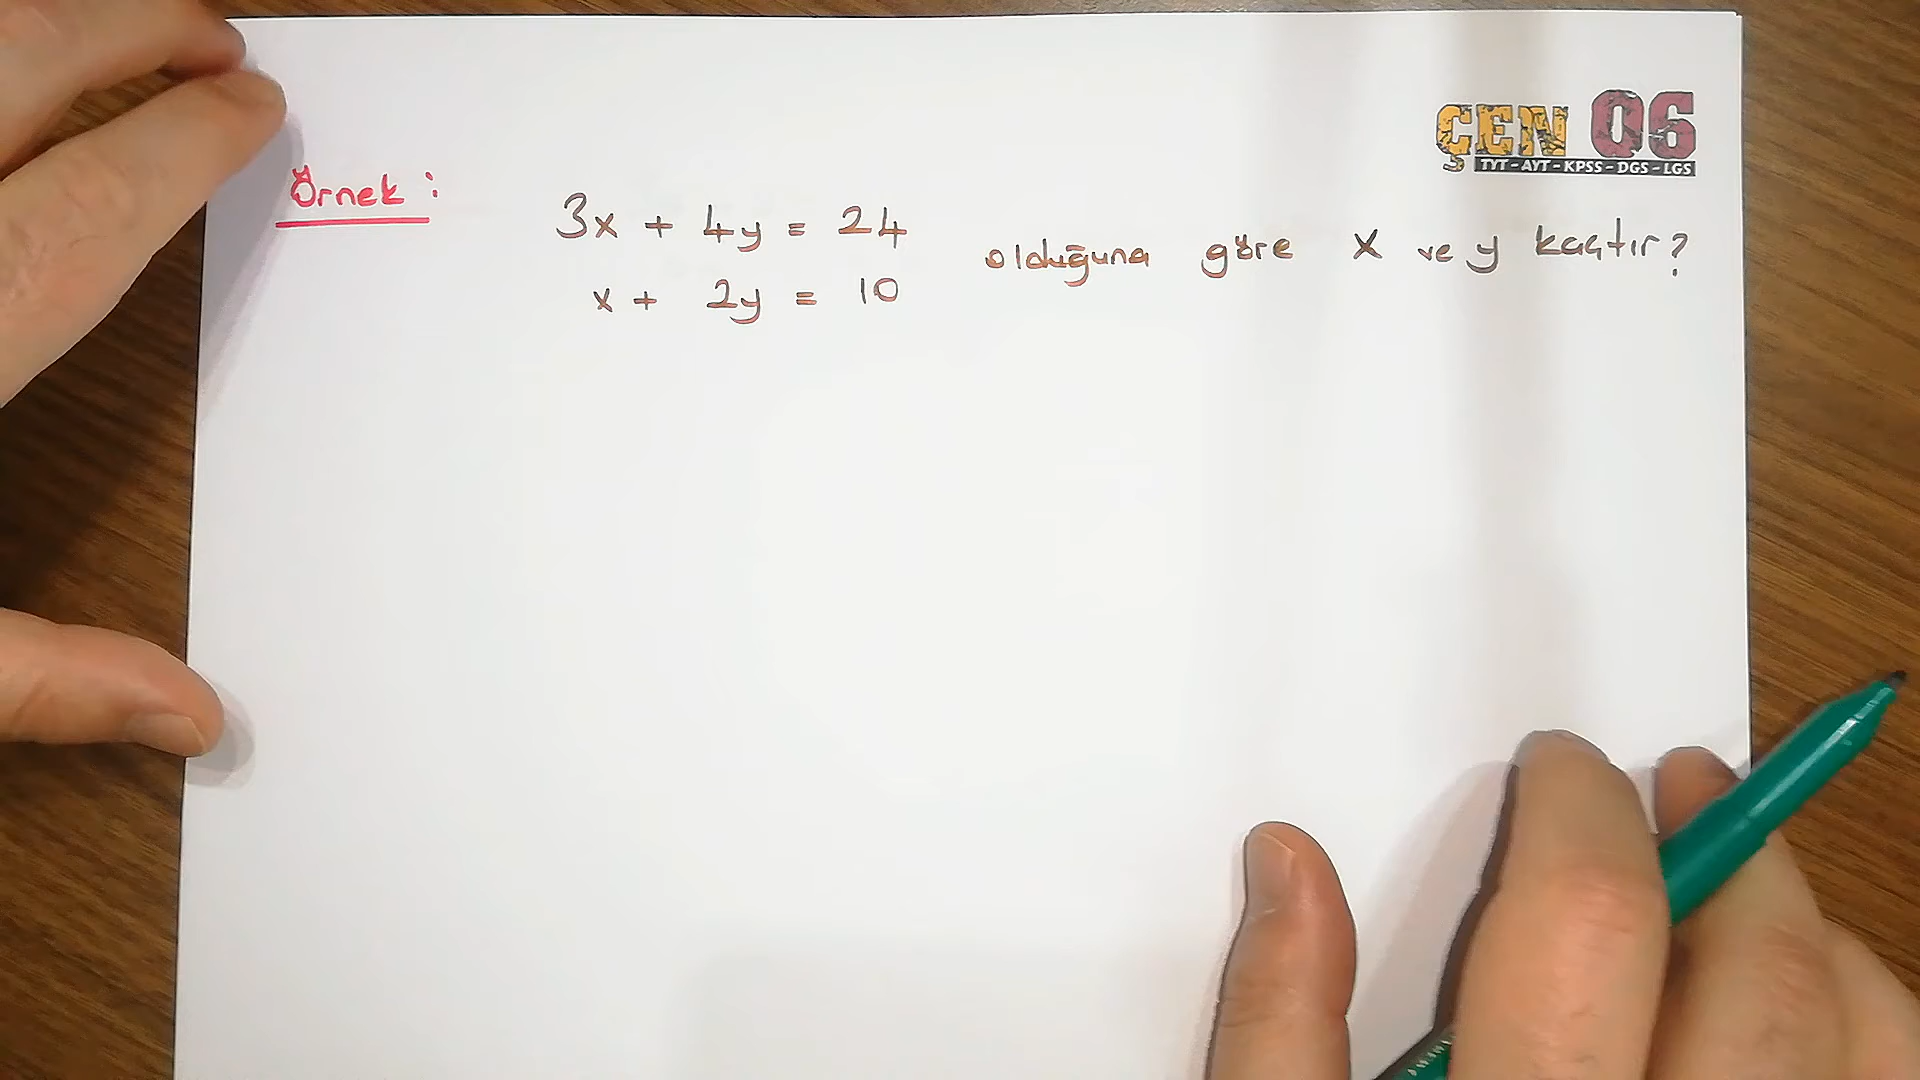 ÇEN 06
TYT - AYT - KPSS - DGS - LGS
Örnek :
3x + 4y = 24
x + 2y = 10
olduğuna göre x ve y kaçtır?